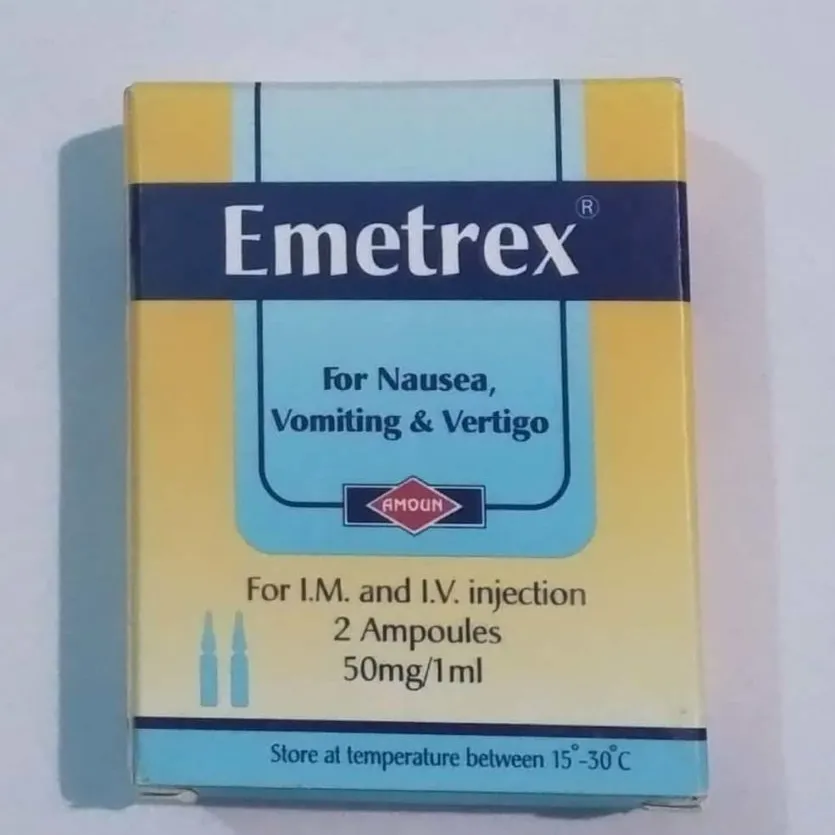 Emetrex®
For Nausea,
Vomiting & Vertigo
AMOUN
For I.M. and I.V. injection
2 Ampoules
50mg/1ml
Store at temperature between 15°-30°C